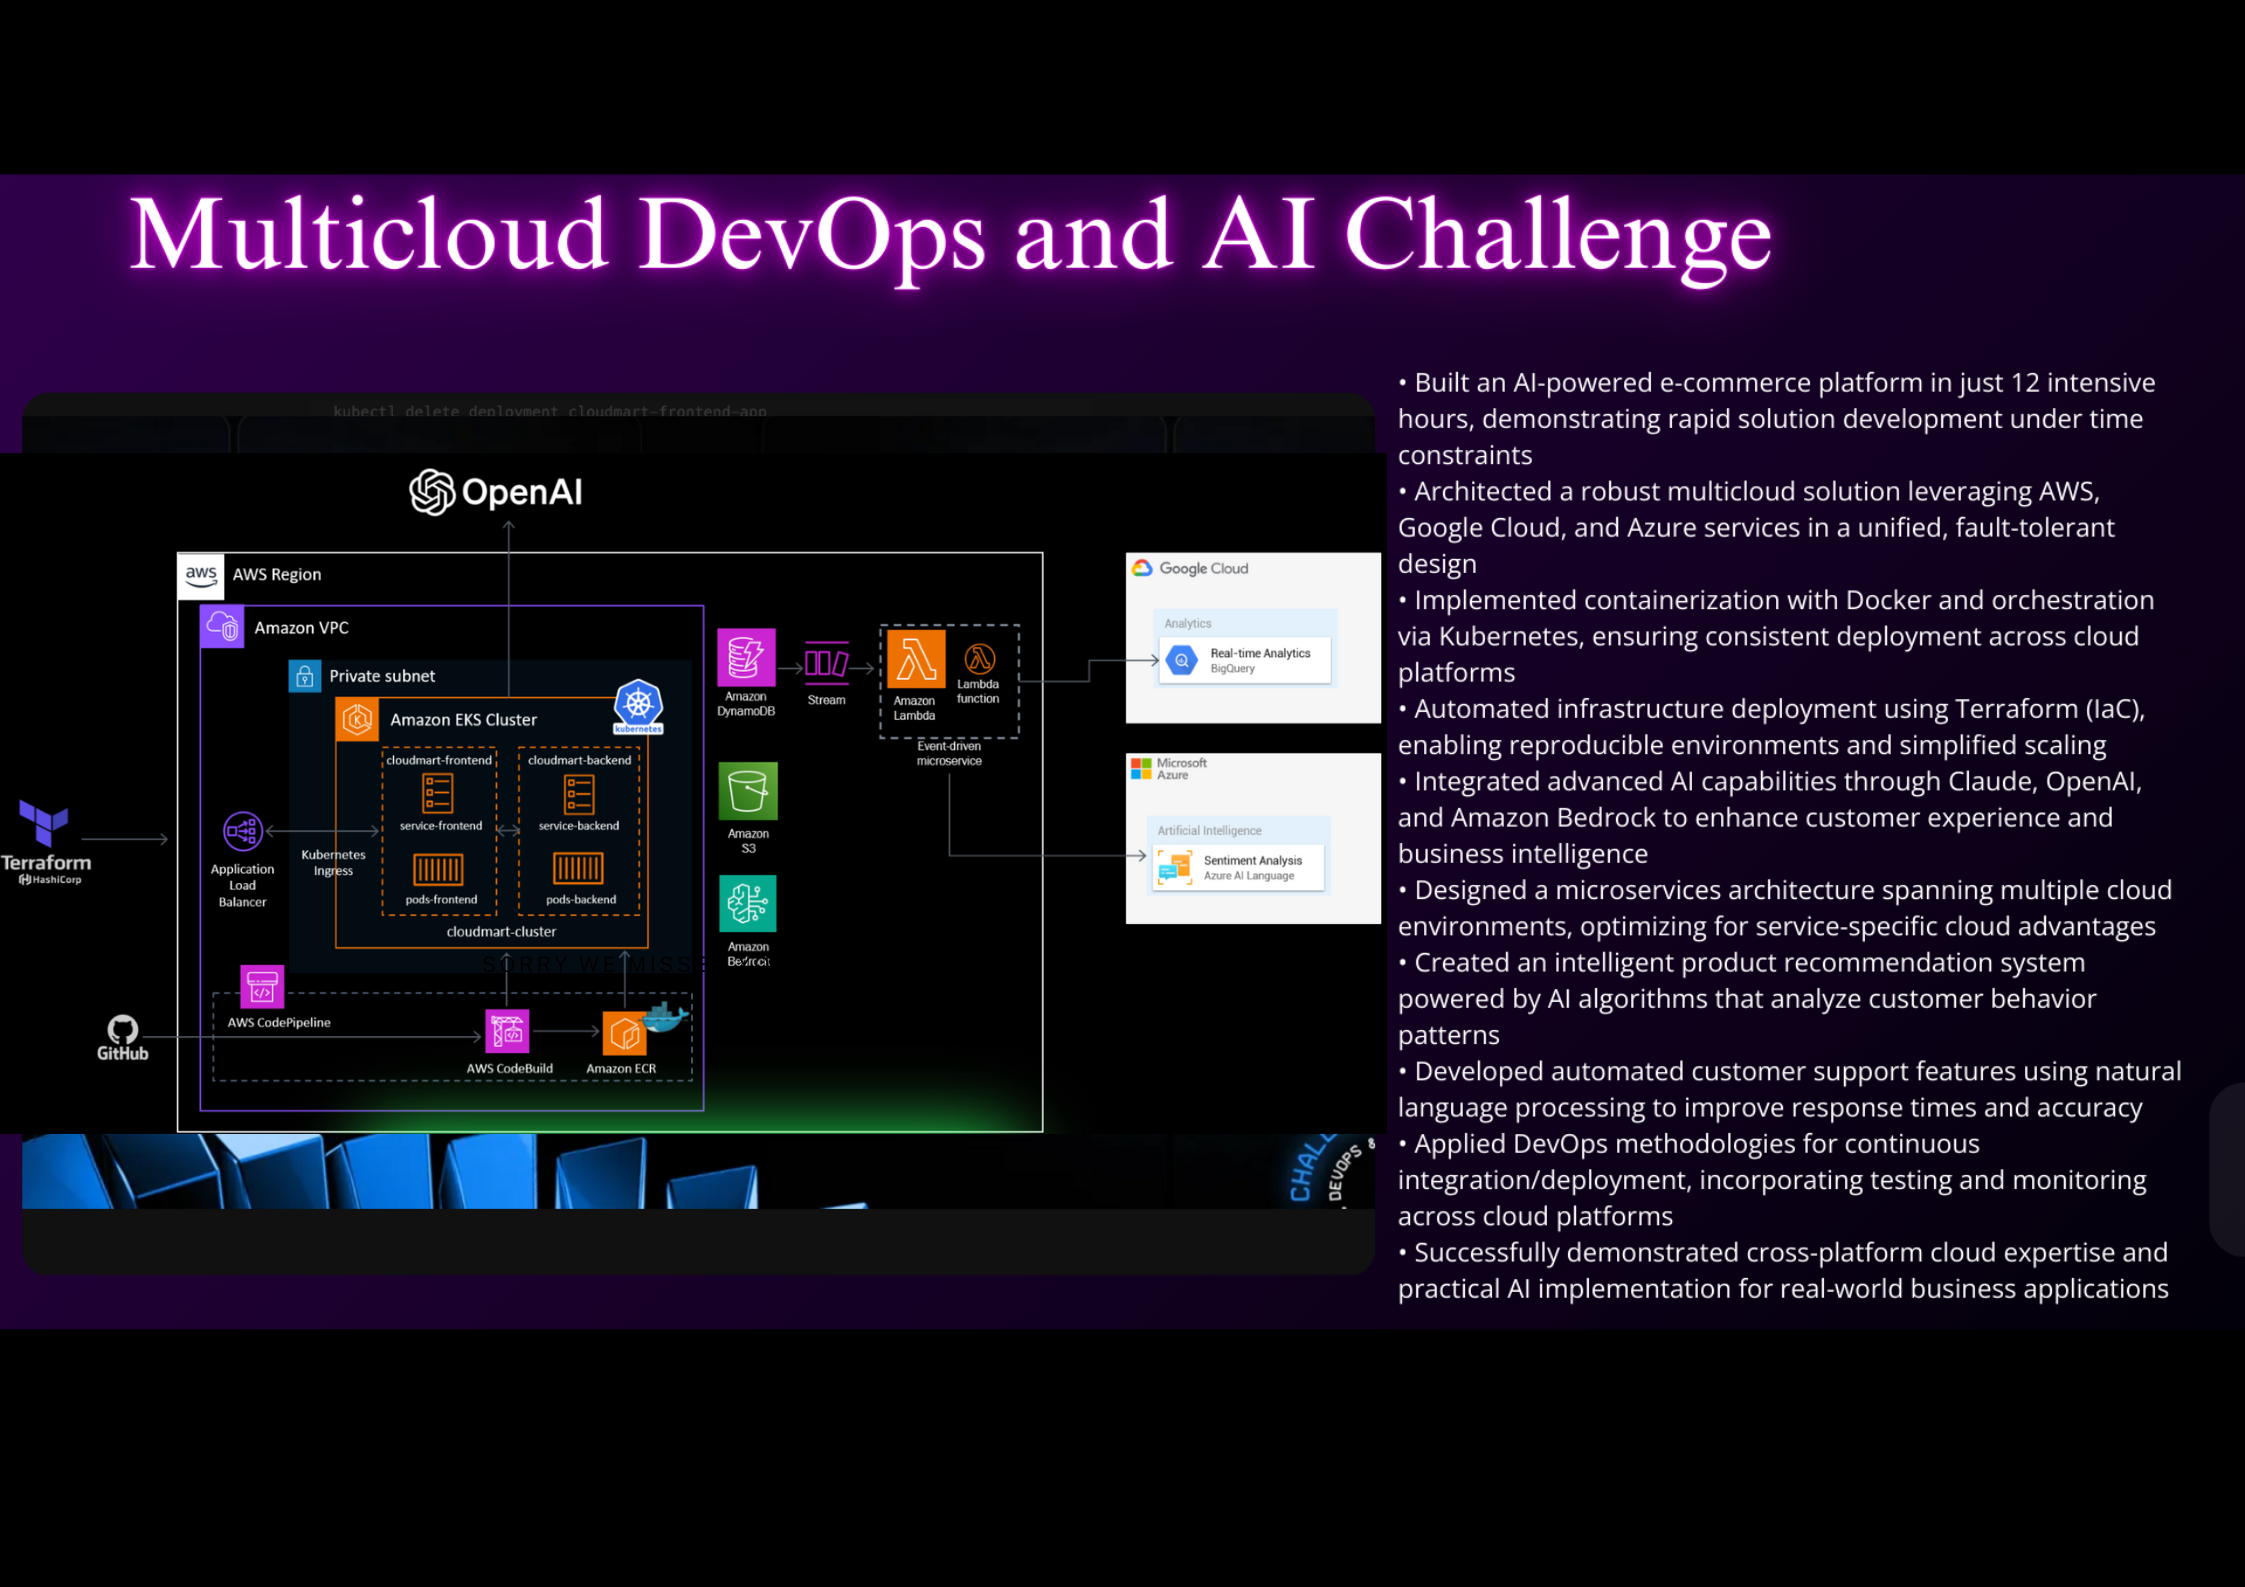 Multicloud DevOps and AI Challenge
kubectl delete deployment cloudmart-frontend-app
OpenAI
aws
AWS Region
Amazon VPC
Private subnet
Amazon EKS Cluster
kubernetes
cloudmart-frontend
cloudmart-backend
service-frontend
service-backend
pods-frontend
pods-backend
cloudmart-cluster
Terraform
HashiCorp
Application
Load
Balancer
Kubernetes
Ingress
AWS CodePipeline
GitHub
AWS CodeBuild
Amazon ECR
Amazon
DynamoDB
Stream
Amazon
Lambda
Lambda
function
Event-driven
microservice
Amazon
S3
Amazon
Bedrock
SORRY WE MISSE
Google Cloud
Analytics
Real-time Analytics
BigQuery
Microsoft
Azure
Artificial Intelligence
Sentiment Analysis
Azure AI Language
CHALL
DEVOPS &
• Built an AI-powered e-commerce platform in just 12 intensive
hours, demonstrating rapid solution development under time
constraints
• Architected a robust multicloud solution leveraging AWS,
Google Cloud, and Azure services in a unified, fault-tolerant
design
• Implemented containerization with Docker and orchestration
via Kubernetes, ensuring consistent deployment across cloud
platforms
• Automated infrastructure deployment using Terraform (IaC),
enabling reproducible environments and simplified scaling
• Integrated advanced AI capabilities through Claude, OpenAI,
and Amazon Bedrock to enhance customer experience and
business intelligence
• Designed a microservices architecture spanning multiple cloud
environments, optimizing for service-specific cloud advantages
• Created an intelligent product recommendation system
powered by AI algorithms that analyze customer behavior
patterns
• Developed automated customer support features using natural
language processing to improve response times and accuracy
• Applied DevOps methodologies for continuous
integration/deployment, incorporating testing and monitoring
across cloud platforms
• Successfully demonstrated cross-platform cloud expertise and
practical AI implementation for real-world business applications